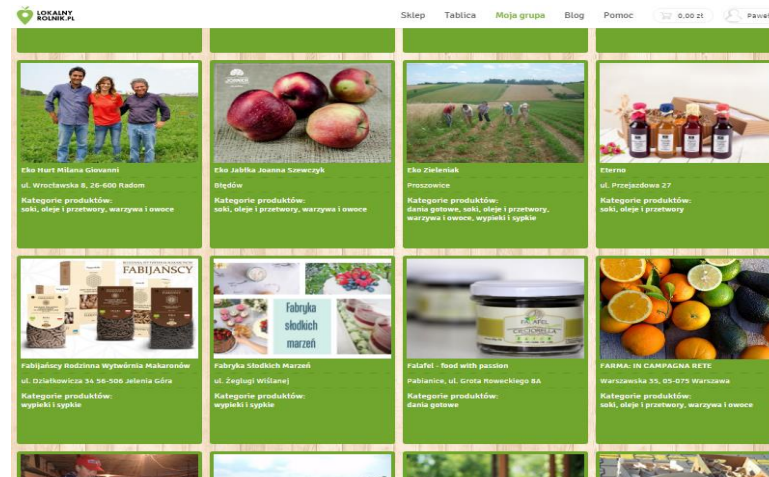 LOKALNY
ROLNIK.PL
Sklep Tablica Moja grupa Blog Pomoc 0,00 zł Paweł
Eko Hurt Milana Giovanni
ul. Wrocławska 8, 26-600 Radom
Kategorie produktów:
soki, oleje i przetwory, warzywa i owoce
Eko Jabłka Joanna Szewczyk
Błędów
Kategorie produktów:
soki, oleje i przetwory, warzywa i owoce
Eko Zieleniak
Proszowice
Kategorie produktów:
dania gotowe, soki, oleje i przetwory,
warzywa i owoce, wypieki i sypkie
Eterno
ul. Przejazdowa 27
Kategorie produktów:
soki, oleje i przetwory
FABIJAŃSCY
Fabijańscy Rodzinna Wytwórnia Makaronów
ul. Działkowicza 34 56-506 Jelenia Góra
Kategorie produktów:
wypieki i sypkie
Fabryka
słodkich
marzeń
Fabryka Słodkich Marzeń
ul. Żeglugi Wiślanej
Kategorie produktów:
wypieki i sypkie
FALAFEL
CIECIORELLA
Falafel - food with passion
Pabianice, ul. Grota Roweckiego 8A
Kategorie produktów:
dania gotowe
FARMA: IN CAMPAGNA RETE
Warszawska 35, 05-075 Warszawa
Kategorie produktów:
soki, oleje i przetwory, warzywa i owoce